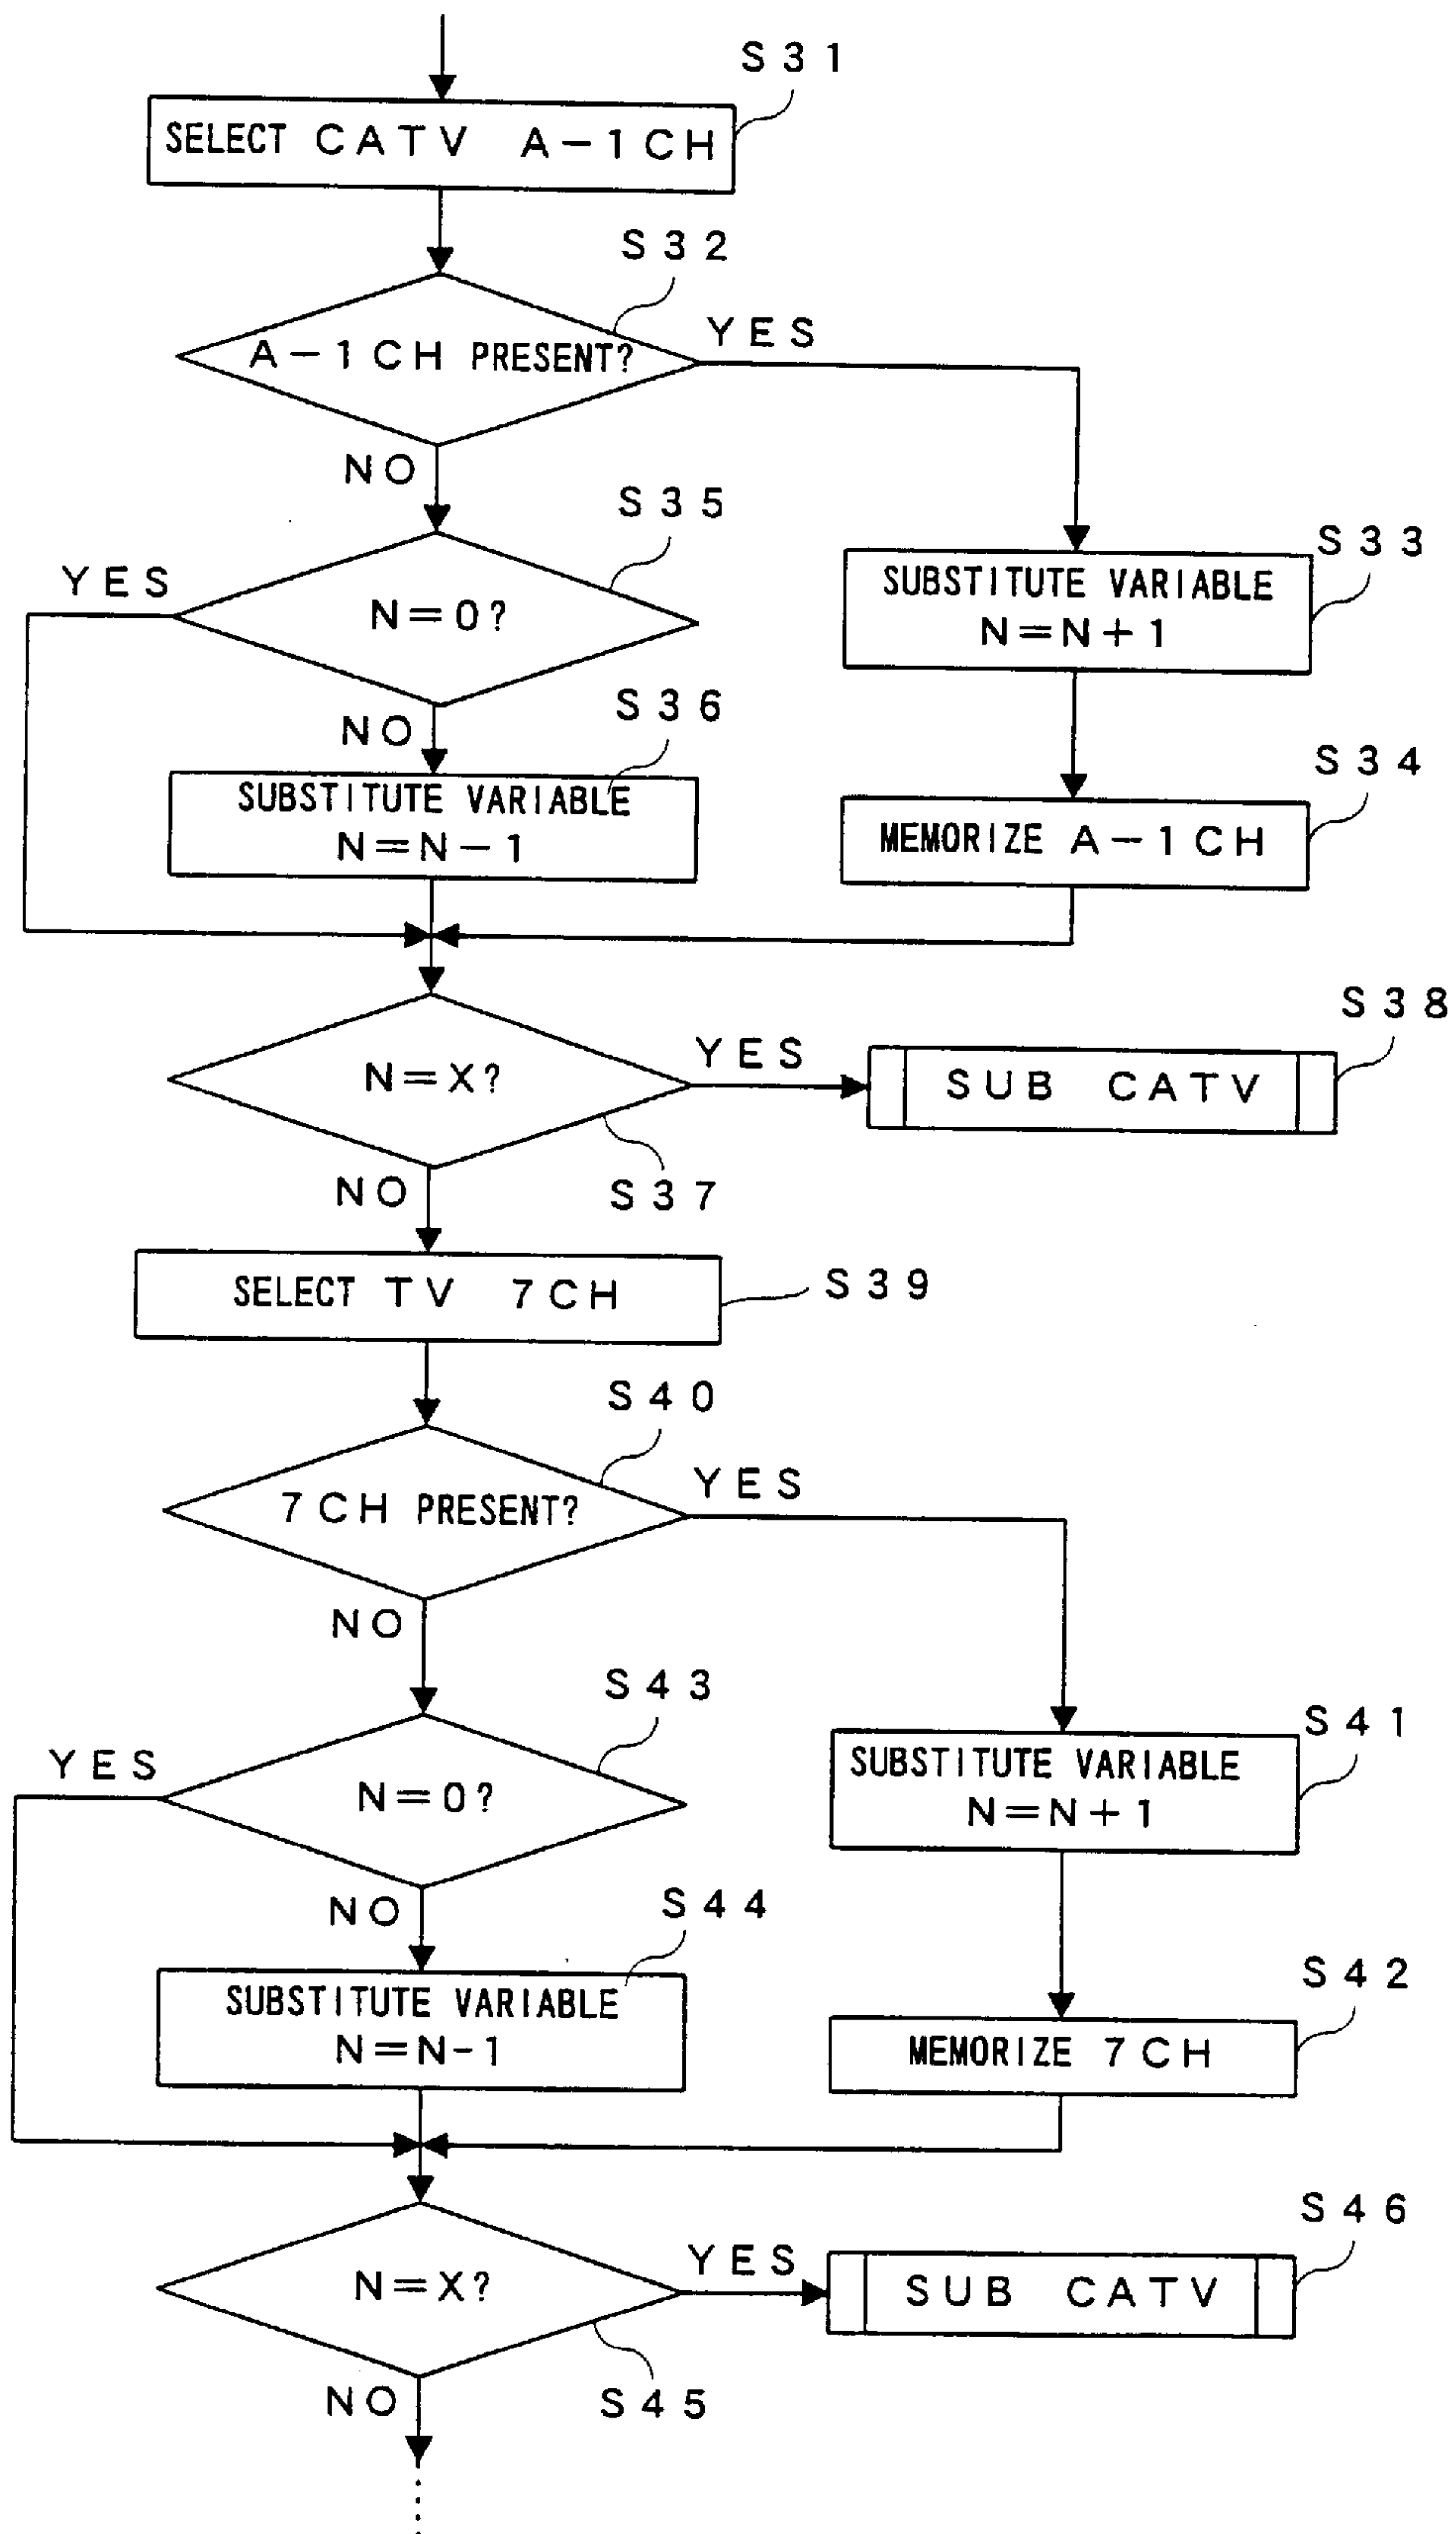 S31
SELECT CATV A-1CH
S32
A-1CH PRESENT?
YES
NO
S35
YES
N=0?
S33
SUBSTITUTE VARIABLE
N=N+1
NO
S36
SUBSTITUTE VARIABLE
N=N-1
S34
MEMORIZE A-1CH
N=X?
YES
S38
SUB CATV
NO
S37
SELECT TV 7CH
S39
S40
7CH PRESENT?
YES
NO
S43
YES
N=0?
S41
SUBSTITUTE VARIABLE
N=N+1
NO
S44
SUBSTITUTE VARIABLE
N=N-1
S42
MEMORIZE 7CH
N=X?
YES
S46
SUB CATV
NO
S45